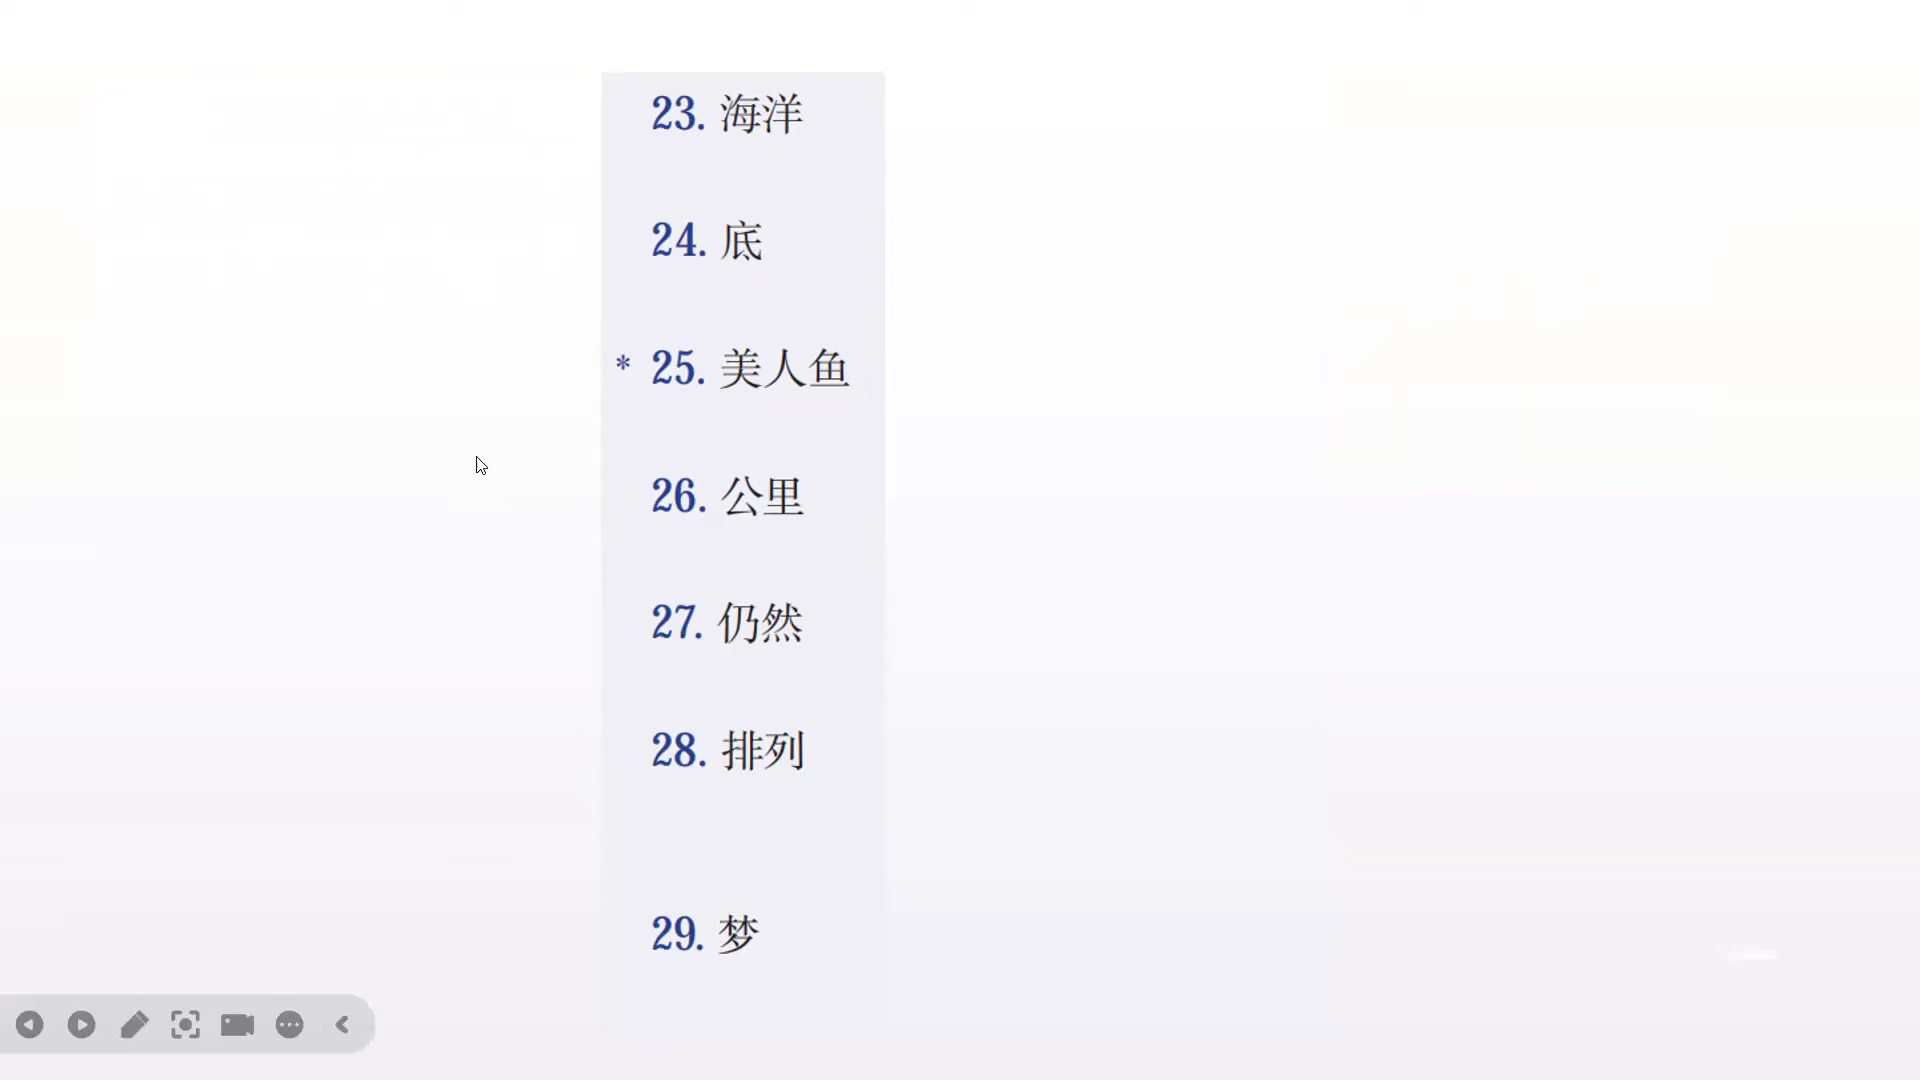 23. 海洋
24. 底
* 25. 美人鱼
26. 公里
27. 仍然
28. 排列
29. 梦